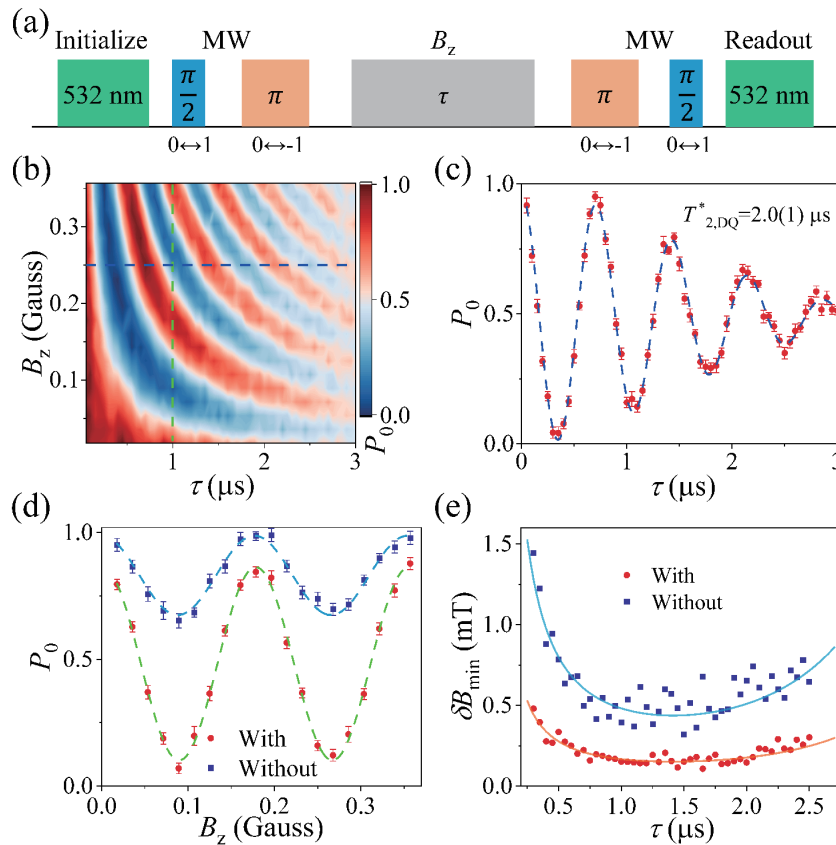 (a)
Initialize MW B_z MW Readout
532 nm π/2 π τ π π/2 532 nm
0↔1 0↔-1 0↔-1 0↔1
(b)
B_z (Gauss)
0.3
0.2
0.1
1 2 3
τ (μs)
1.0
0.5
0.0
P_0
(c)
P_0
1.0
0.5
0.0
T*_2,DQ=2.0(1) μs
0 1 2 3
τ (μs)
(d)
P_0
1.0
0.5
0.0
With
Without
0.0 0.1 0.2 0.3
B_z (Gauss)
(e)
δB_min (mT)
1.5
1.0
0.5
0.0
With
Without
0.5 1.0 1.5 2.0 2.5
τ (μs)